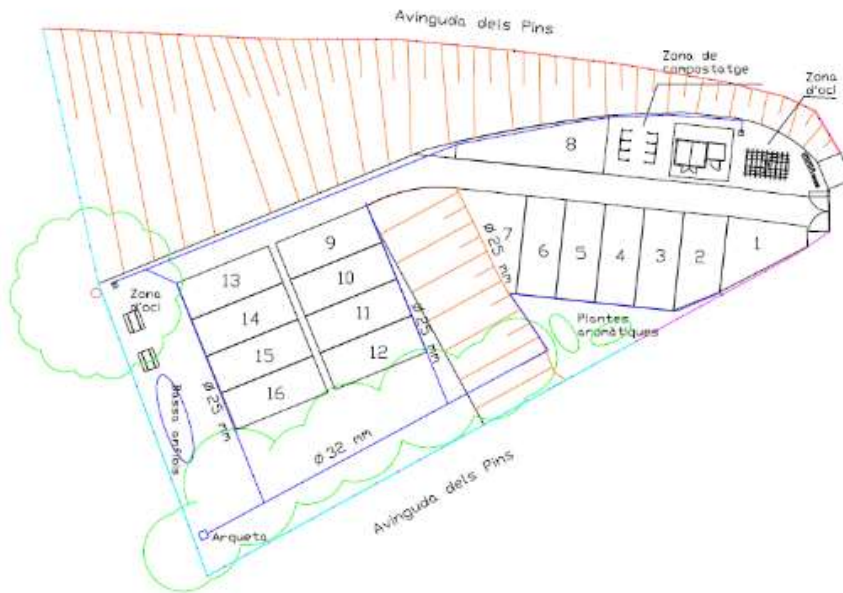 Avinguda dels Pins
Zona de
compostatge
Zona
d'oci
8
7
6
5
4
3
2
1
Ø 25 mm
9
10
11
12
13
14
15
16
Ø 25 mm
Zona
d'oci
Plantes
aromàtiques
Bassa amfibis
Ø 25 mm
Ø 32 mm
Arqueta
Avinguda dels Pins